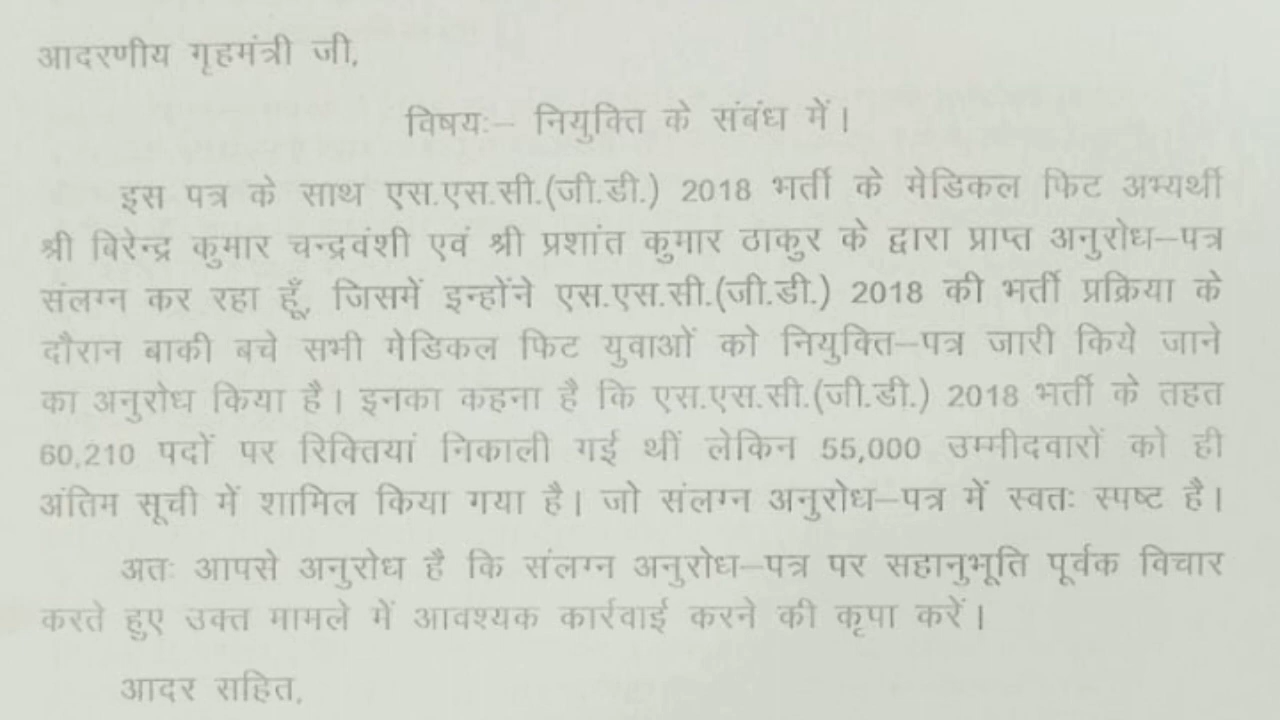 आदरणीय गृहमंत्री जी,
विषयः– नियुक्ति के संबंध में।
इस पत्र के साथ एस.एस.सी.(जी.डी.) 2018 भर्ती के मेडिकल फिट अभ्यर्थी
श्री बिरेन्द्र कुमार चन्द्रवंशी एवं श्री प्रशांत कुमार ठाकुर के द्वारा प्राप्त अनुरोध–पत्र
संलग्न कर रहा हूँ, जिसमें इन्होंने एस.एस.सी.(जी.डी.) 2018 की भर्ती प्रक्रिया के
दौरान बाकी बचे सभी मेडिकल फिट युवाओं को नियुक्ति–पत्र जारी किये जाने
का अनुरोध किया है। इनका कहना है कि एस.एस.सी.(जी.डी.) 2018 भर्ती के तहत
60,210 पदों पर रिक्तियां निकाली गई थीं लेकिन 55,000 उम्मीदवारों को ही
अंतिम सूची में शामिल किया गया है। जो संलग्न अनुरोध–पत्र में स्वतः स्पष्ट है।
अतः आपसे अनुरोध है कि संलग्न अनुरोध–पत्र पर सहानुभूति पूर्वक विचार
करते हुए उक्त मामले में आवश्यक कार्रवाई करने की कृपा करें।
आदर सहित,